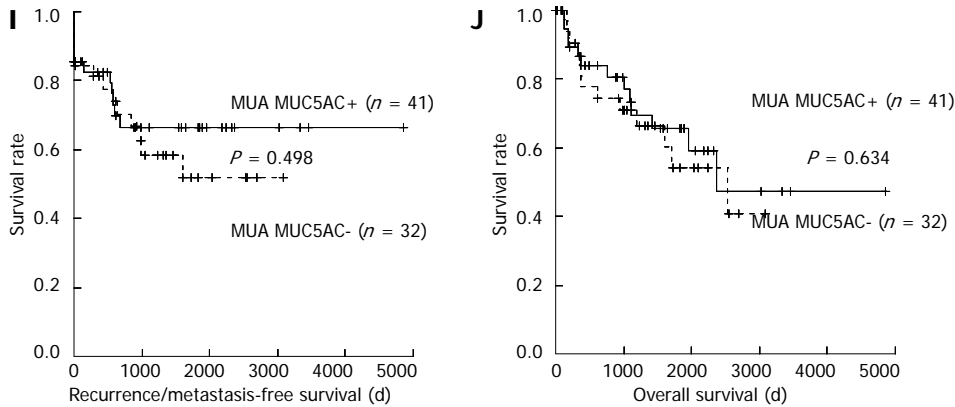 I
1.0
0.8
0.6
0.4
0.2
0.0
Survival rate
MUA MUC5AC+ (n = 41)
P = 0.498
MUA MUC5AC- (n = 32)
0 1000 2000 3000 4000 5000
Recurrence/metastasis-free survival (d)
J
1.0
0.8
0.6
0.4
0.2
0.0
Survival rate
MUA MUC5AC+ (n = 41)
P = 0.634
MUA MUC5AC- (n = 32)
0 1000 2000 3000 4000 5000
Overall survival (d)